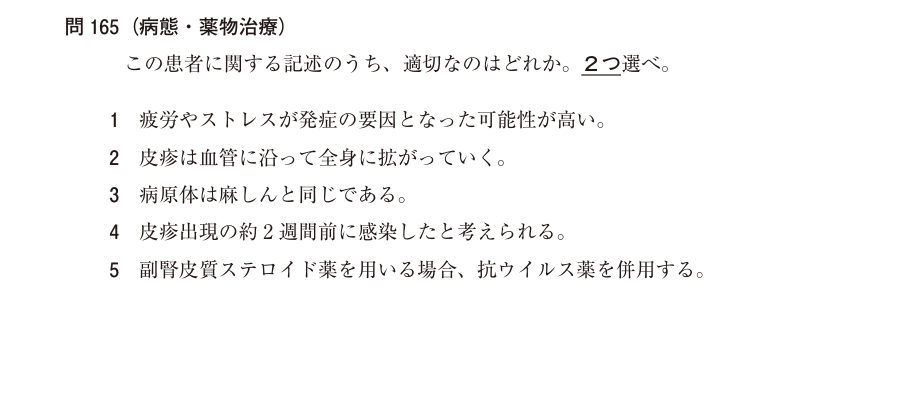 問 165（病態・薬物治療）
この患者に関する記述のうち、適切なのはどれか。２つ選べ。
1 疲労やストレスが発症の要因となった可能性が高い。
2 皮疹は血管に沿って全身に拡がっていく。
3 病原体は麻しんと同じである。
4 皮疹出現の約２週間前に感染したと考えられる。
5 副腎皮質ステロイド薬を用いる場合、抗ウイルス薬を併用する。